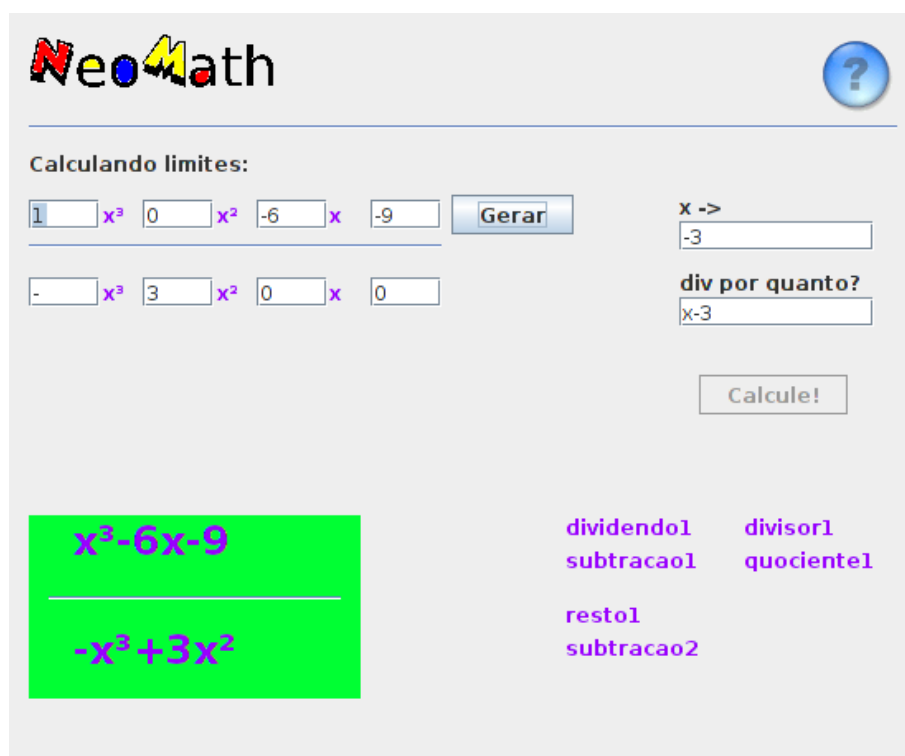 NeoMath
?
Calculando limites:
1 x³ 0 x² -6 x -9 Gerar
x ->
-3
- x³ 3 x² 0 x 0
div por quanto?
x-3
Calcule!
x³-6x-9
-x³+3x²
dividendo1 divisor1
subtracao1 quociente1
resto1
subtracao2